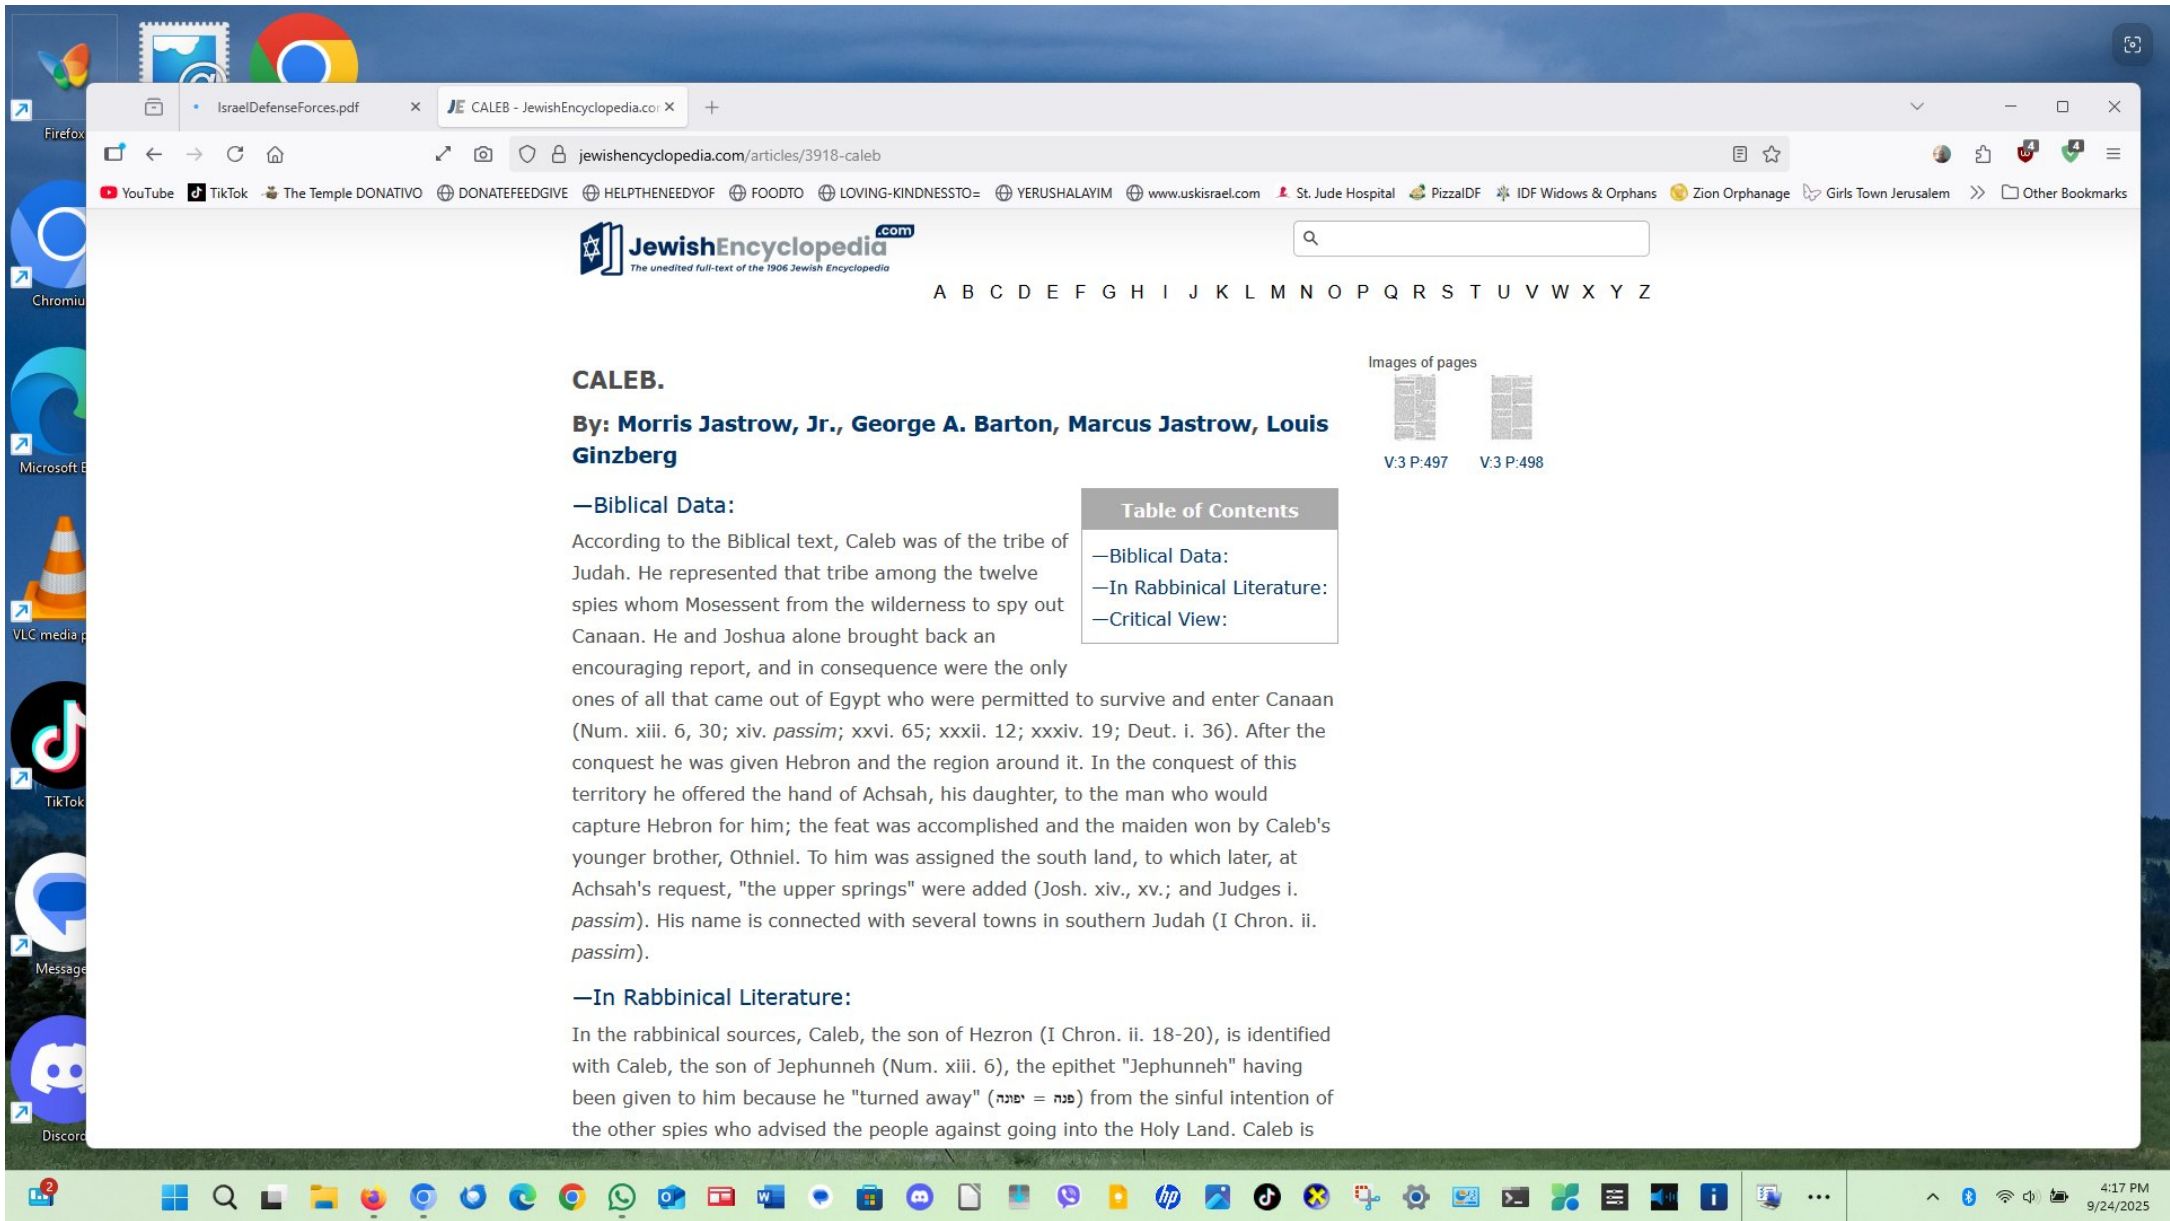 IsraelDefenseForces.pdf
CALEB - JewishEncyclopedia.co
Firefox
jewishencyclopedia.com/articles/3918-caleb
4
4
YouTube TikTok The Temple DONATIVO DONATEFEEDGIVE HELPTHENEEDYOF FOODTO LOVING-KINDNESSTO= YERUSHALAYIM www.uskisrael.com St. Jude Hospital PizzaIDF IDF Widows & Orphans Zion Orphanage Girls Town Jerusalem Other Bookmarks
JewishEncyclopedia.com
The unedited full-text of the 1906 Jewish Encyclopedia
A B C D E F G H I J K L M N O P Q R S T U V W X Y Z
Chromiu
Images of pages
V:3 P:497 V:3 P:498
CALEB.
By: Morris Jastrow, Jr., George A. Barton, Marcus Jastrow, Louis
Ginzberg
Microsoft E
Table of Contents
—Biblical Data:
—In Rabbinical Literature:
—Critical View:
—Biblical Data:
According to the Biblical text, Caleb was of the tribe of
Judah. He represented that tribe among the twelve
spies whom Mosessent from the wilderness to spy out
Canaan. He and Joshua alone brought back an
encouraging report, and in consequence were the only
ones of all that came out of Egypt who were permitted to survive and enter Canaan
(Num. xiii. 6, 30; xiv. passim; xxvi. 65; xxxii. 12; xxxiv. 19; Deut. i. 36). After the
conquest he was given Hebron and the region around it. In the conquest of this
territory he offered the hand of Achsah, his daughter, to the man who would
capture Hebron for him; the feat was accomplished and the maiden won by Caleb's
younger brother, Othniel. To him was assigned the south land, to which later, at
Achsah's request, "the upper springs" were added (Josh. xiv., xv.; and Judges i.
passim). His name is connected with several towns in southern Judah (I Chron. ii.
passim).
VLC media p
TikTok
Message
Discord
—In Rabbinical Literature:
In the rabbinical sources, Caleb, the son of Hezron (I Chron. ii. 18-20), is identified
with Caleb, the son of Jephunneh (Num. xiii. 6), the epithet "Jephunneh" having
been given to him because he "turned away" (פנה = יפונה) from the sinful intention of
the other spies who advised the people against going into the Holy Land. Caleb is
2
4:17 PM
9/24/2025